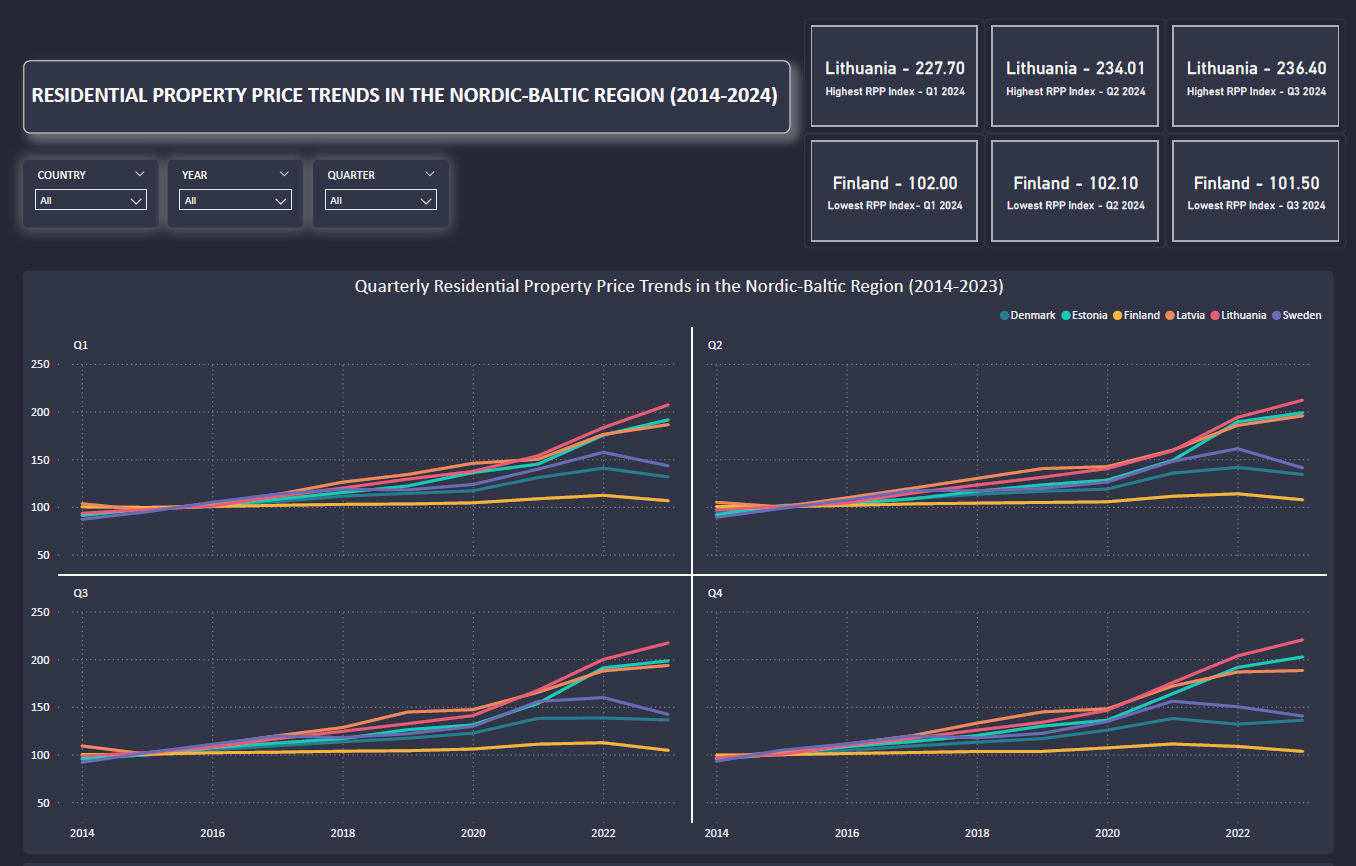 RESIDENTIAL PROPERTY PRICE TRENDS IN THE NORDIC-BALTIC REGION (2014-2024)
Lithuania - 227.70
Highest RPP Index - Q1 2024
Lithuania - 234.01
Highest RPP Index - Q2 2024
Lithuania - 236.40
Highest RPP Index - Q3 2024
Finland - 102.00
Lowest RPP Index- Q1 2024
Finland - 102.10
Lowest RPP Index - Q2 2024
Finland - 101.50
Lowest RPP Index - Q3 2024
COUNTRY
All
YEAR
All
QUARTER
All
Quarterly Residential Property Price Trends in the Nordic-Baltic Region (2014-2023)
Denmark Estonia Finland Latvia Lithuania Sweden
Q1
250
200
150
100
50
Q2
Q3
250
200
150
100
50
2014 2016 2018 2020 2022
Q4
2014 2016 2018 2020 2022